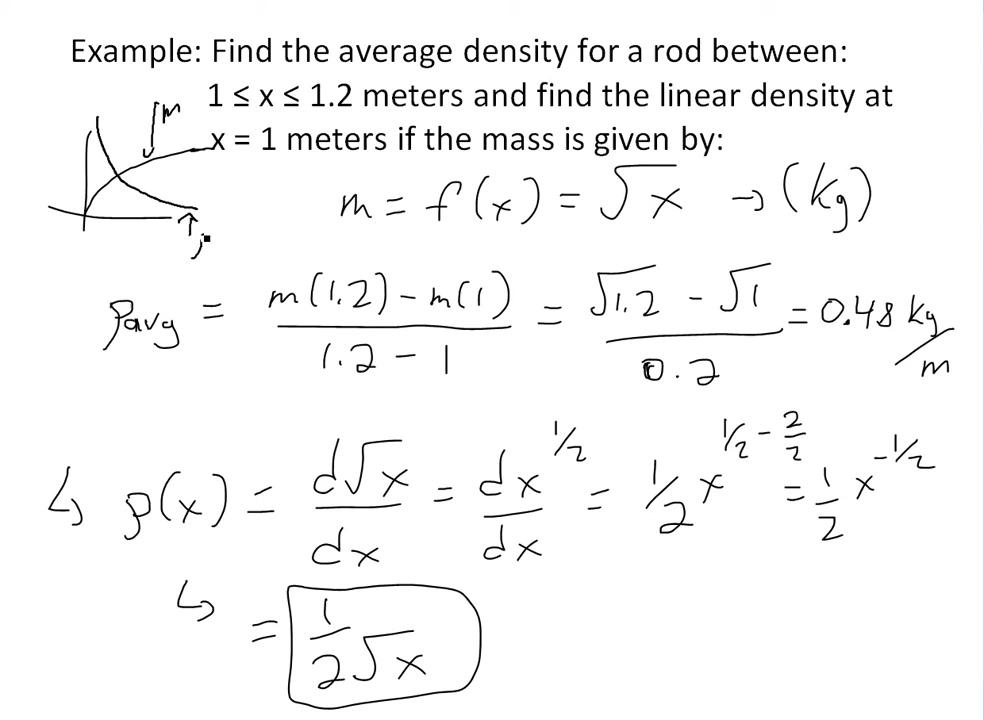 Example: Find the average density for a rod between:
1 ≤ x ≤ 1.2 meters and find the linear density at
x = 1 meters if the mass is given by:
m
m = f(x) = √x → (kg)
ρavg = m(1.2) - m(1) / 1.2 - 1 = √1.2 - √1 / 0.2 = 0.48 kg/m
↳ ρ(x) = d√x / dx = dx^1/2 / dx = 1/2 x^1/2 - 2/2 = 1/2 x^-1/2
↳ = 1 / 2√x